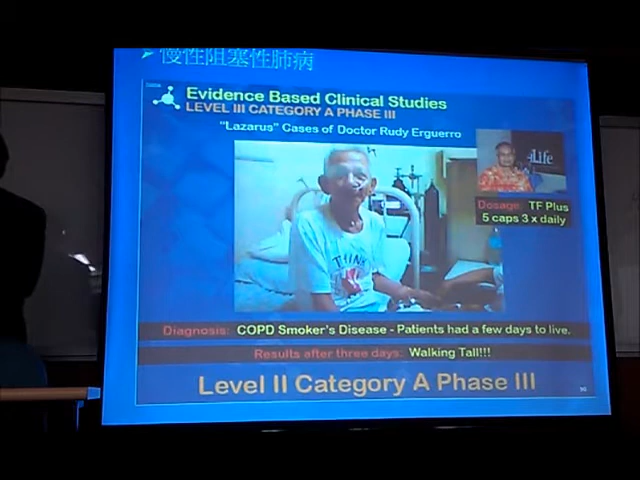 慢性阻塞性肺病
Evidence Based Clinical Studies
LEVEL III CATEGORY A PHASE III
"Lazarus" Cases of Doctor Rudy Erguerro
4Life
Dosage: TF Plus
5 caps 3 x daily
THINK
Diagnosis: COPD Smoker's Disease - Patients had a few days to live.
Results after three days: Walking Tall!!!
Level II Category A Phase III